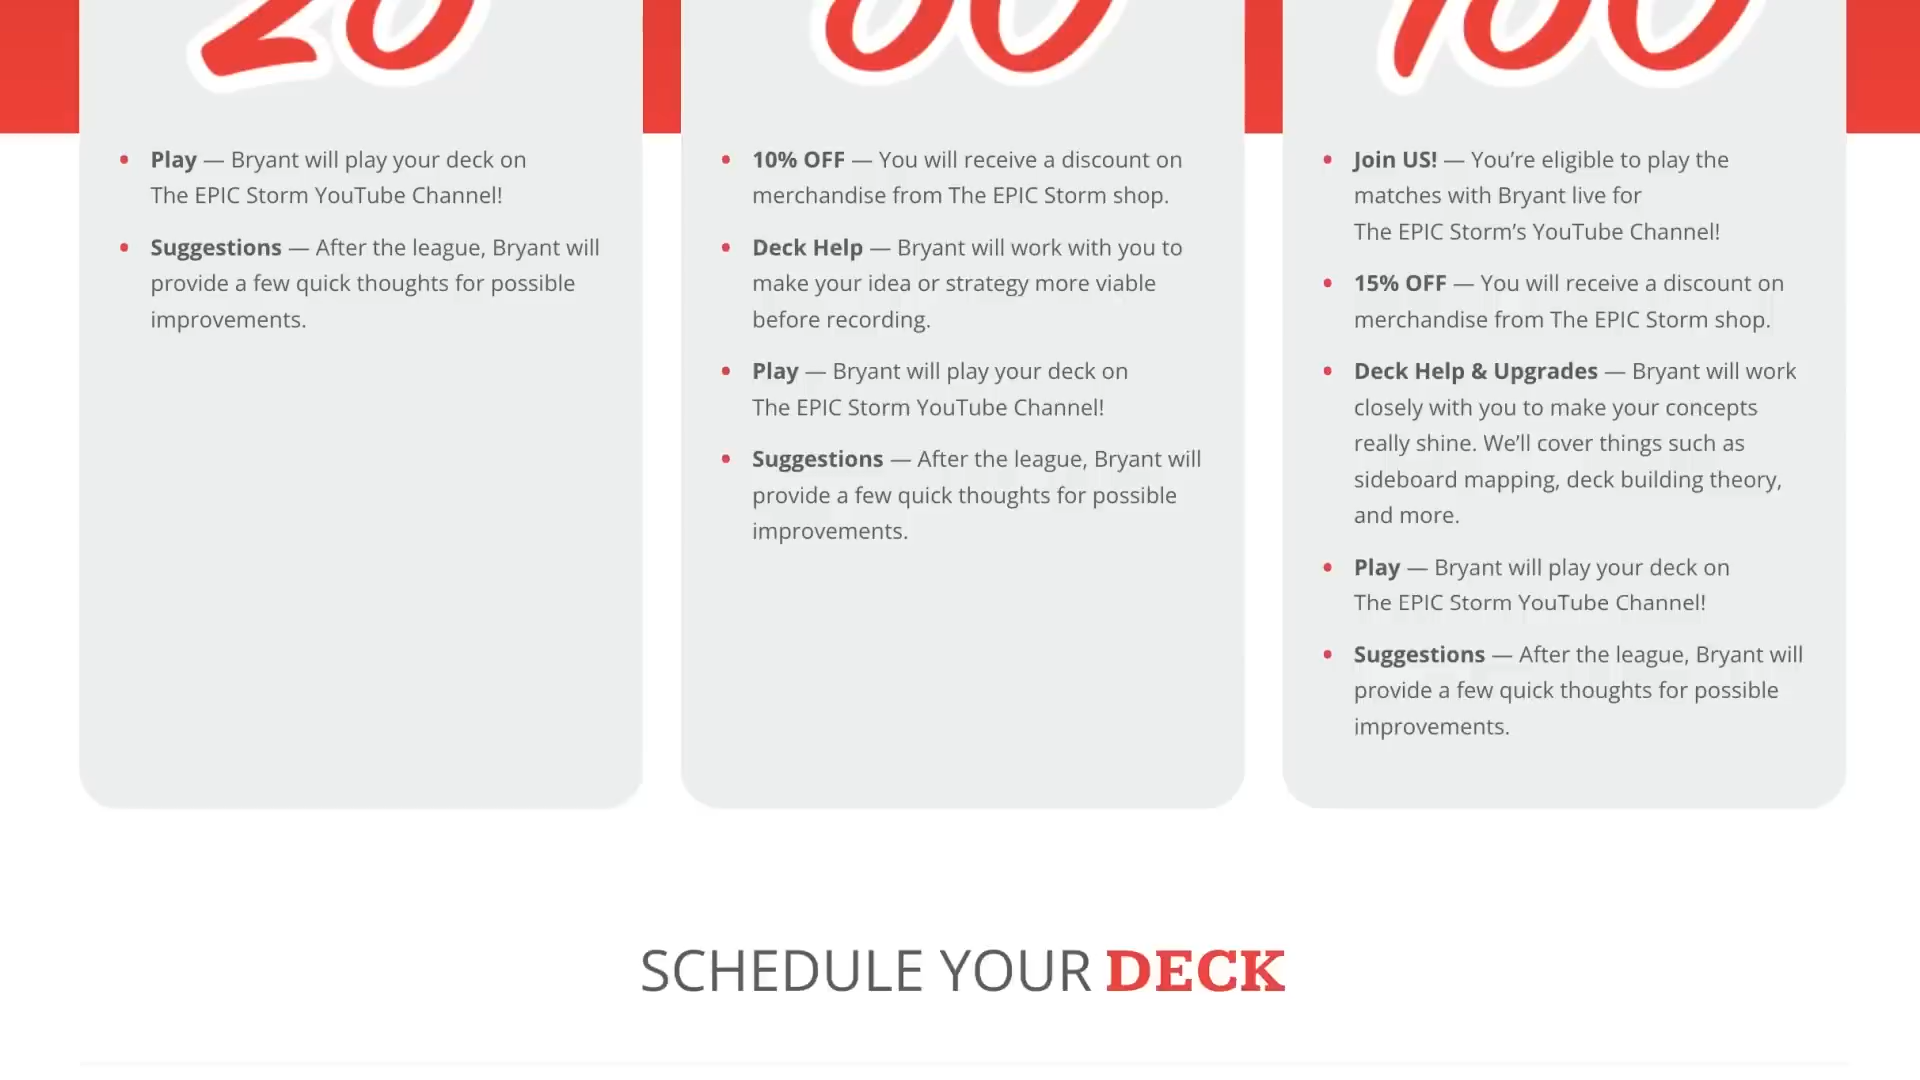 • Play — Bryant will play your deck on
The EPIC Storm YouTube Channel!
• Suggestions — After the league, Bryant will
provide a few quick thoughts for possible
improvements.
• 10% OFF — You will receive a discount on
merchandise from The EPIC Storm shop.
• Deck Help — Bryant will work with you to
make your idea or strategy more viable
before recording.
• Play — Bryant will play your deck on
The EPIC Storm YouTube Channel!
• Suggestions — After the league, Bryant will
provide a few quick thoughts for possible
improvements.
• Join US! — You’re eligible to play the
matches with Bryant live for
The EPIC Storm’s YouTube Channel!
• 15% OFF — You will receive a discount on
merchandise from The EPIC Storm shop.
• Deck Help & Upgrades — Bryant will work
closely with you to make your concepts
really shine. We’ll cover things such as
sideboard mapping, deck building theory,
and more.
• Play — Bryant will play your deck on
The EPIC Storm YouTube Channel!
• Suggestions — After the league, Bryant will
provide a few quick thoughts for possible
improvements.
SCHEDULE YOUR DECK